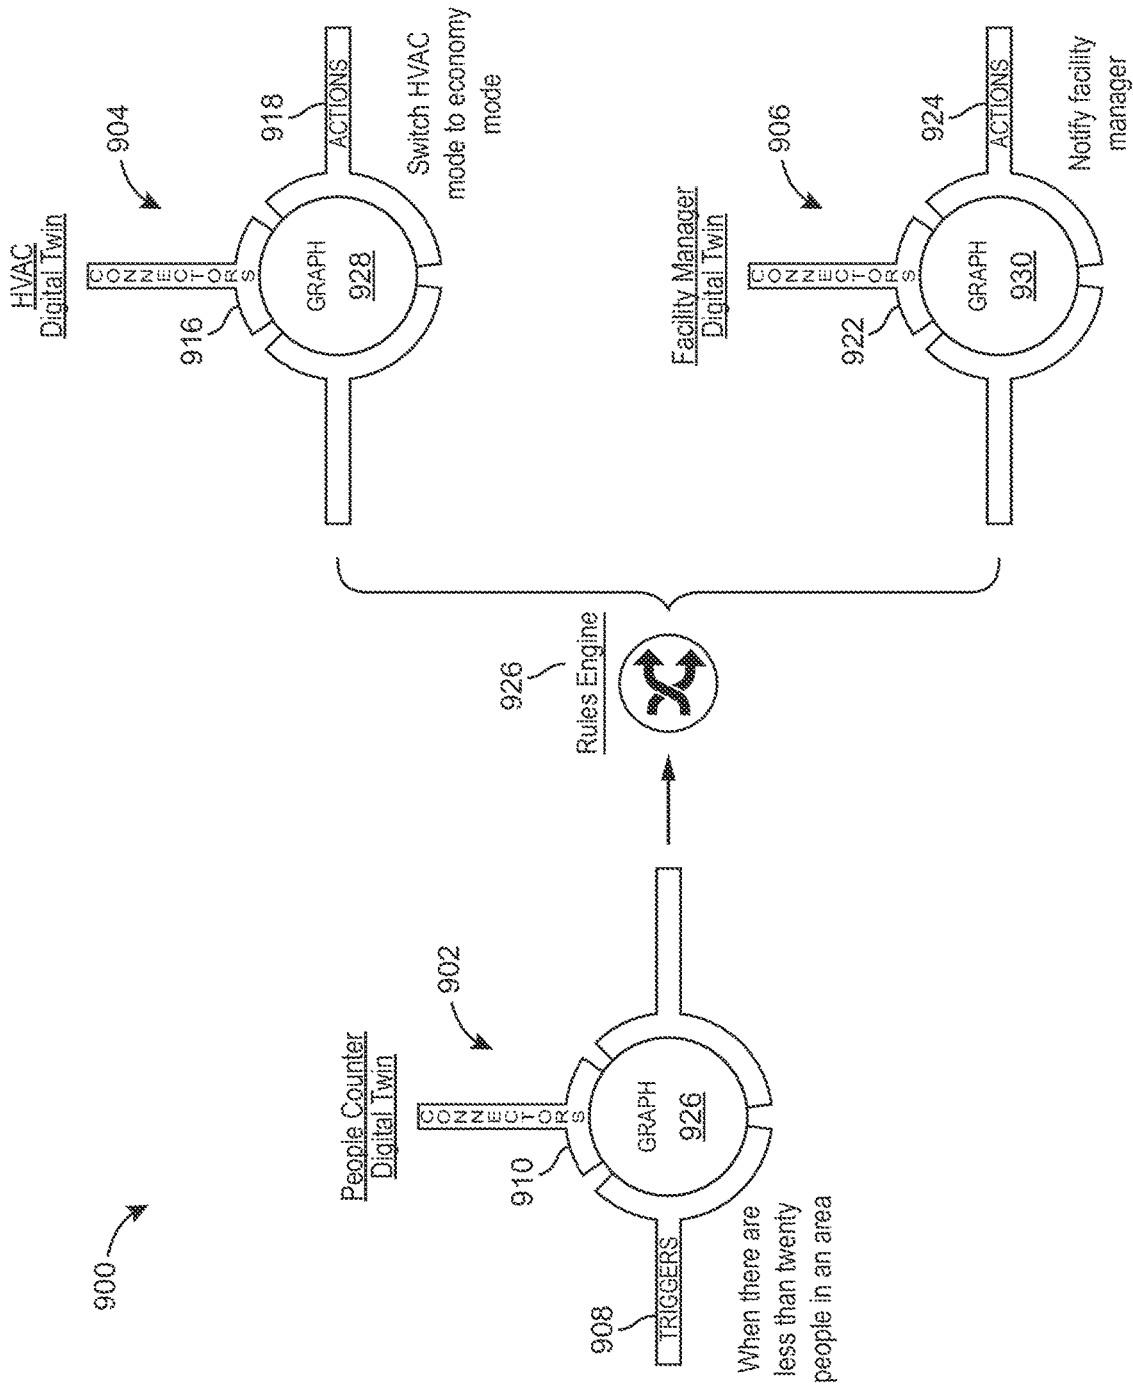 900
People Counter
Digital Twin
902
CONNECTORS
910
GRAPH
926
908
TRIGGERS
When there are
less than twenty
people in an area
926
Rules Engine
HVAC
Digital Twin
904
CONNECTORS
916
GRAPH
928
918
ACTIONS
Switch HVAC
mode to economy
mode
Facility Manager
Digital Twin
906
CONNECTORS
922
GRAPH
930
924
ACTIONS
Notify facility
manager